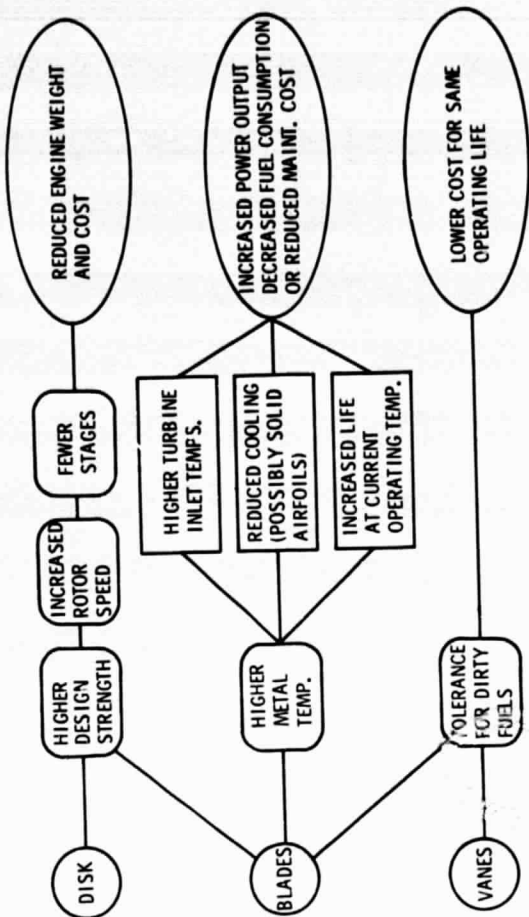 DISK
HIGHER
DESIGN
STRENGTH
INCREASED
ROTOR
SPEED
FEWER
STAGES
REDUCED ENGINE WEIGHT
AND COST
BLADES
HIGHER
METAL
TEMP.
HIGHER TURBINE
INLET TEMPS.
REDUCED COOLING
(POSSIBLY SOLID
AIRFOILS)
INCREASED LIFE
AT CURRENT
OPERATING TEMP.
INCREASED POWER OUTPUT
DECREASED FUEL CONSUMPTION
OR REDUCED MAINT. COST
VANES
TOLERANCE
FOR DIRTY
FUELS
LOWER COST FOR SAME
OPERATING LIFE